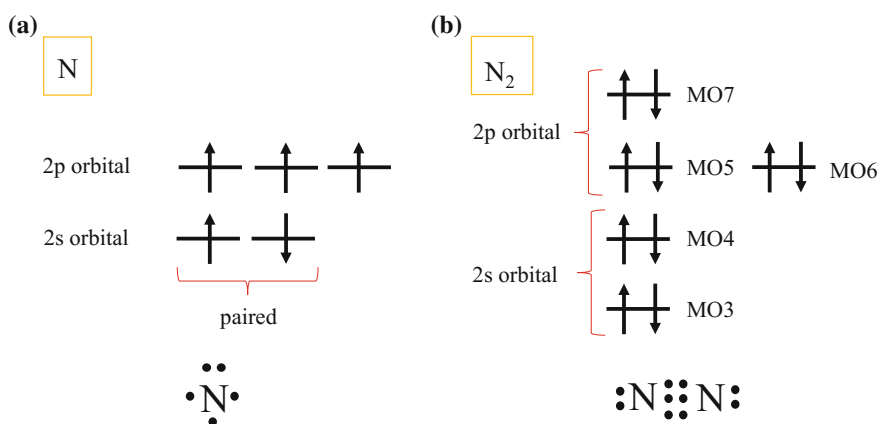 (a)
N
2p orbital
2s orbital
paired
N
(b)
N2
2p orbital
MO7
MO5
MO6
2s orbital
MO4
MO3
:N⋮⋮N: